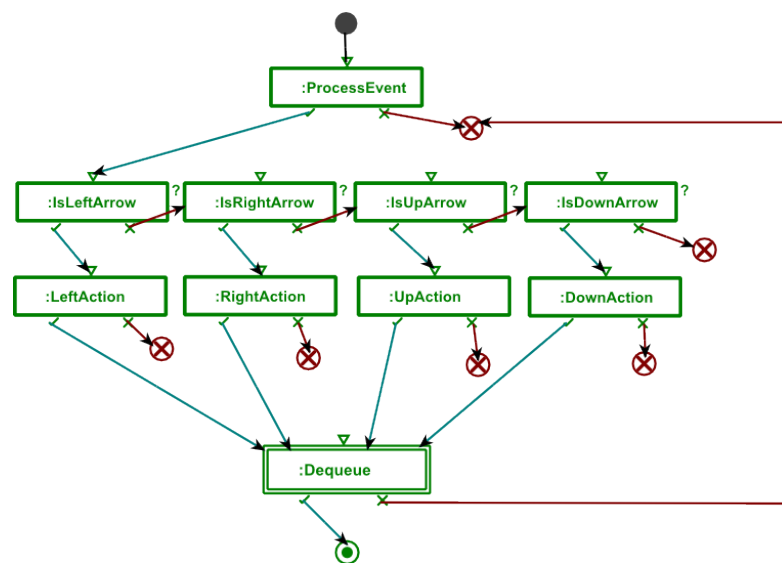 :ProcessEvent
:IsLeftArrow ?
:IsRightArrow ?
:IsUpArrow ?
:IsDownArrow ?
:LeftAction
:RightAction
:UpAction
:DownAction
:Dequeue